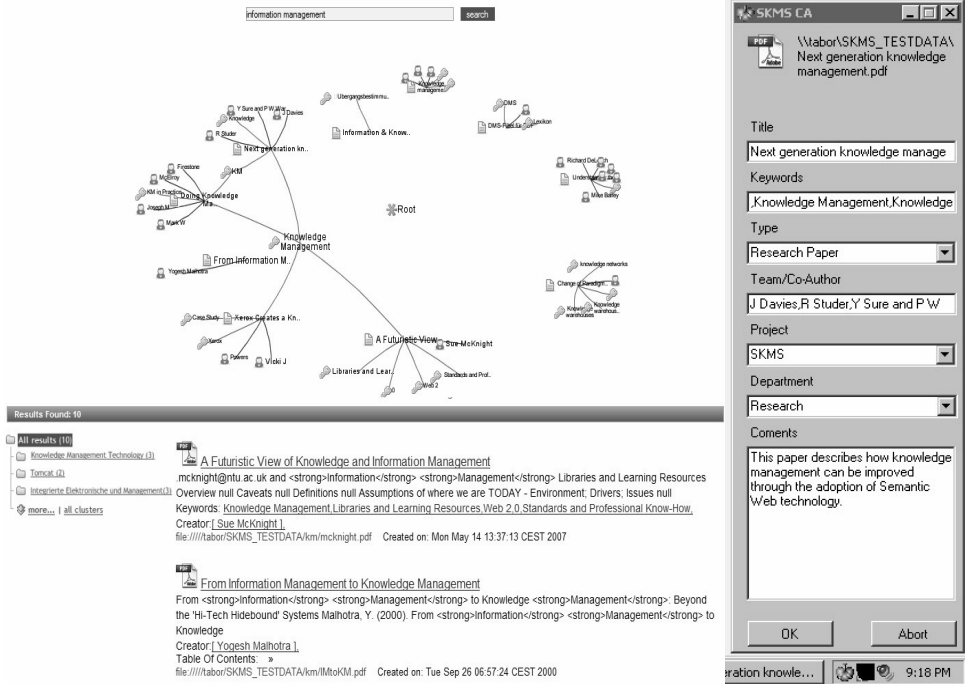 information management
search
Knowledge
manageme..
Ubergangsbestimmu..
Information & Know..
DMS
DMS-Fibel für
Lexikon
Y Sure and P W
J Davies
Knowledge
R Studer
Next generation kn..
KM
Firestone
McElroy
KM in Practice
Doing Knowledge
Ma..
Joseph M
Mark W
Richard
Mike Bailey
Root
Knowledge
Management
From Information M..
Yogesh Malhotra
knowledge networks
Change of Paradigm..
Knowledge
warehouses
Knowledge
warehous..
Case Study
Xerox Creates a Kn..
Xerox
Powers
Vicki J
A Futuristic View
Sue McKnight
Libraries and Lear..
Standards and Prof..
Web 2
0
Results Found: 10
All results (10)
Knowledge Management Technology (3)
Tomcat (2)
Integrierte Elektronische und Management(3)
more... | all clusters
A Futuristic View of Knowledge and Information Management
.mcknight@ntu.ac.uk and <strong>Information</strong> <strong>Management</strong> Libraries and Learning Resources
Overview null Caveats null Definitions null Assumptions of where we are TODAY - Environment; Drivers; Issues null
Keywords: Knowledge Management,Libraries and Learning Resources,Web 2,0,Standards and Professional Know-How,
Creator:[ Sue McKnight ],
file://///tabor/SKMS_TESTDATA/km/mcknight.pdf Created on: Mon May 14 13:37:13 CEST 2007
From Information Management to Knowledge Management
From <strong>Information</strong> <strong>Management</strong> to Knowledge <strong>Management</strong>: Beyond
the 'Hi-Tech Hidebound' Systems Malhotra, Y. (2000). From <strong>Information</strong> <strong>Management</strong> to
Knowledge
Creator:[ Yogesh Malhotra ],
Table Of Contents: »
file://///tabor/SKMS_TESTDATA/km/IMtoKM.pdf Created on: Tue Sep 26 06:57:24 CEST 2000
SKMS CA
PDF
Adobe
\\tabor\SKMS_TESTDATA\
Next generation knowledge
management.pdf
Title
Next generation knowledge manage
Keywords
,Knowledge Management,Knowledge
Type
Research Paper
Team/Co-Author
J Davies,R Studer,Y Sure and P W
Project
SKMS
Department
Research
Coments
This paper describes how knowledge
management can be improved
through the adoption of Semantic
Web technology.
OK
Abort
eration knowle...
9:18 PM